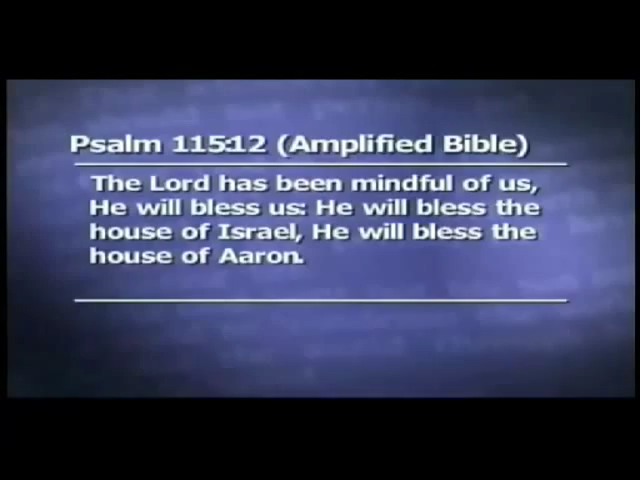 Psalm 115:12 (Amplified Bible)
The Lord has been mindful of us,
He will bless us: He will bless the
house of Israel, He will bless the
house of Aaron.